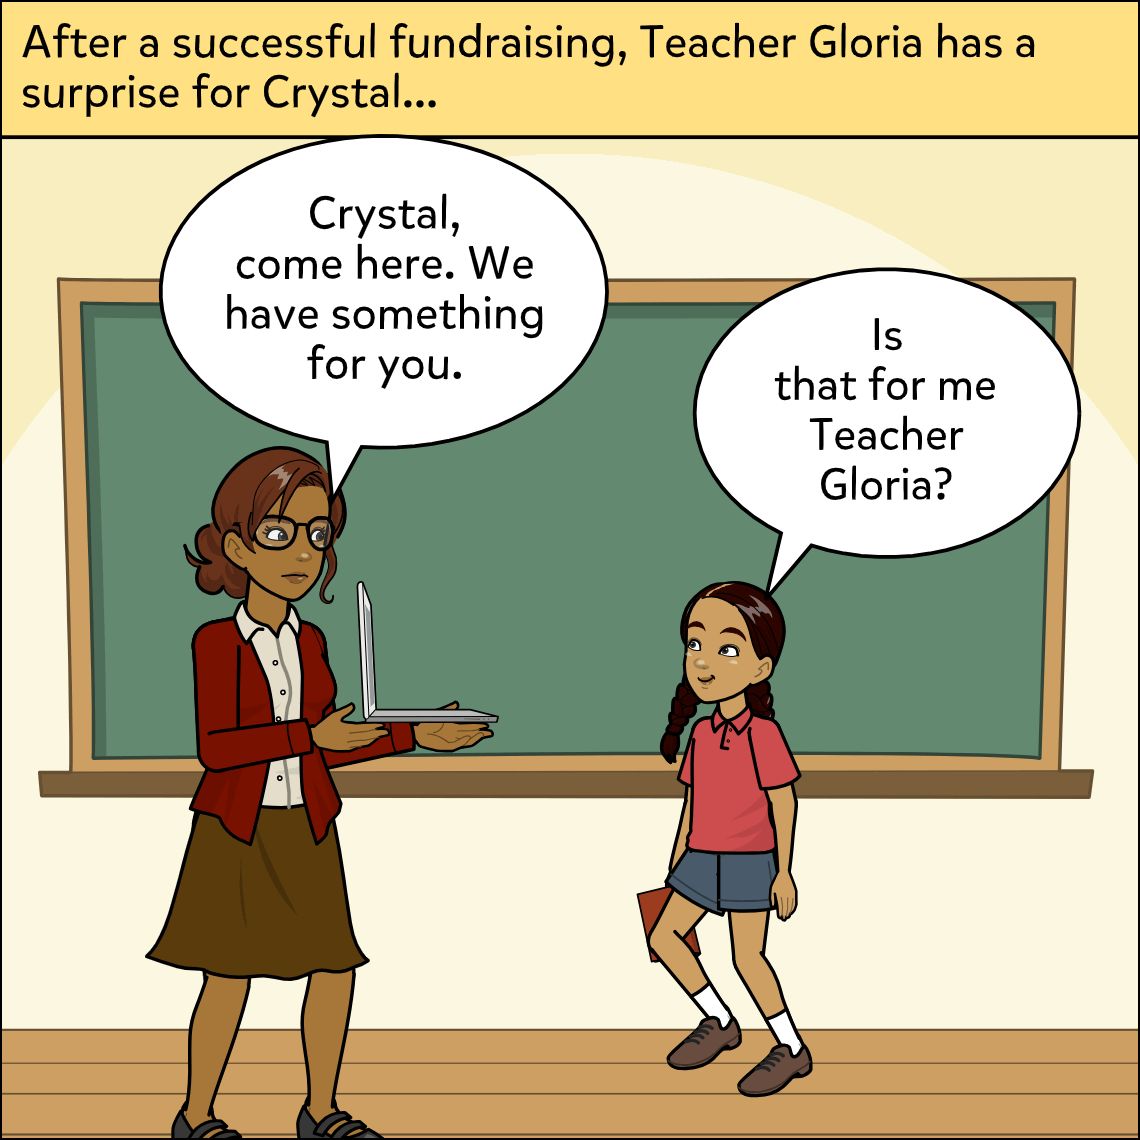 After a successful fundraising, Teacher Gloria has a
surprise for Crystal...
Crystal,
come here. We
have something
for you.
Is
that for me
Teacher
Gloria?